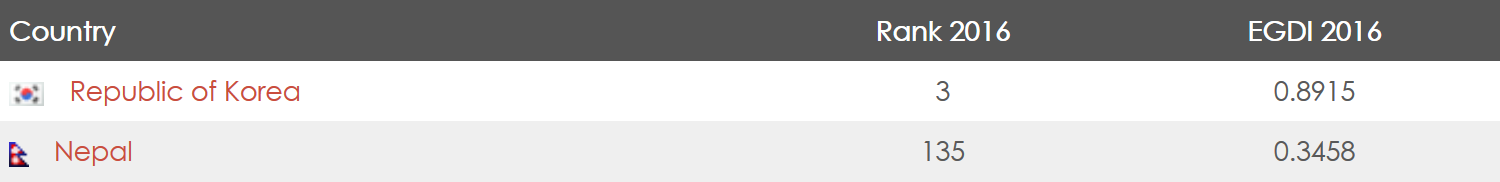 Country Rank 2016 EGDI 2016
Republic of Korea 3 0.8915
Nepal 135 0.3458